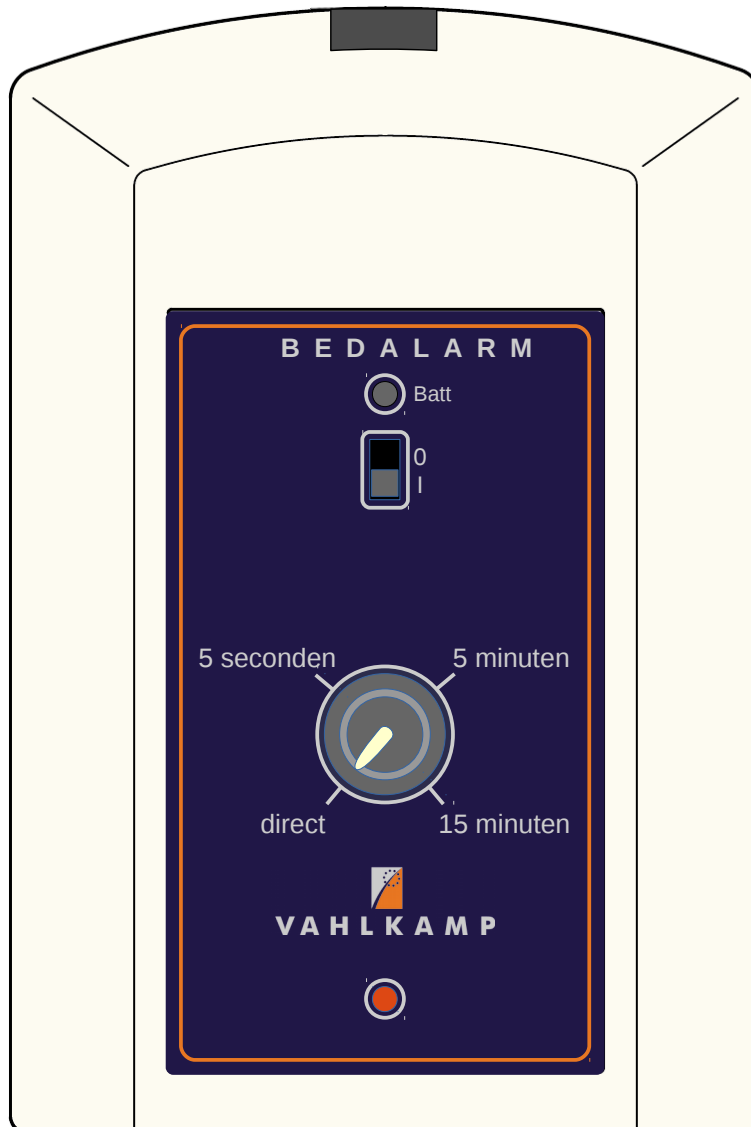 BEDALARM
Batt
0
I
5 seconden
5 minuten
direct
15 minuten
VAHLKAMP